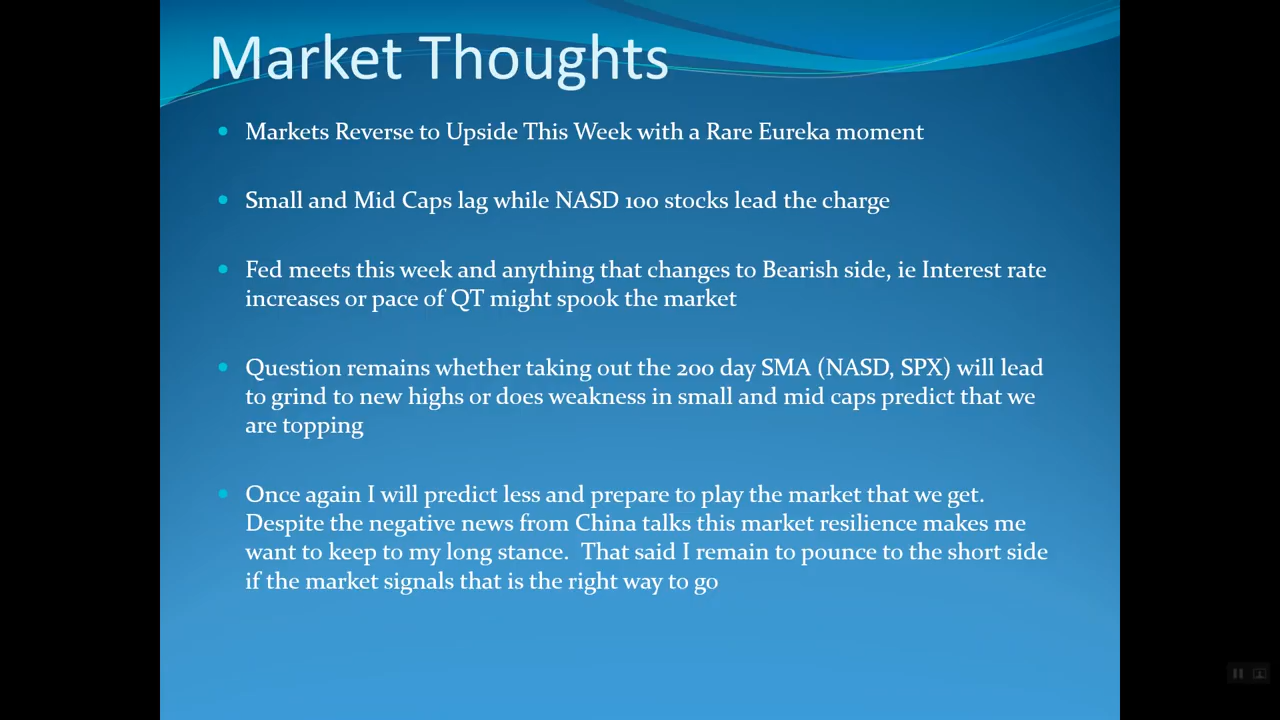 Market Thoughts
Markets Reverse to Upside This Week with a Rare Eureka moment
Small and Mid Caps lag while NASD 100 stocks lead the charge
Fed meets this week and anything that changes to Bearish side, ie Interest rate
increases or pace of QT might spook the market
Question remains whether taking out the 200 day SMA (NASD, SPX) will lead
to grind to new highs or does weakness in small and mid caps predict that we
are topping
Once again I will predict less and prepare to play the market that we get.
Despite the negative news from China talks this market resilience makes me
want to keep to my long stance.  That said I remain to pounce to the short side
if the market signals that is the right way to go